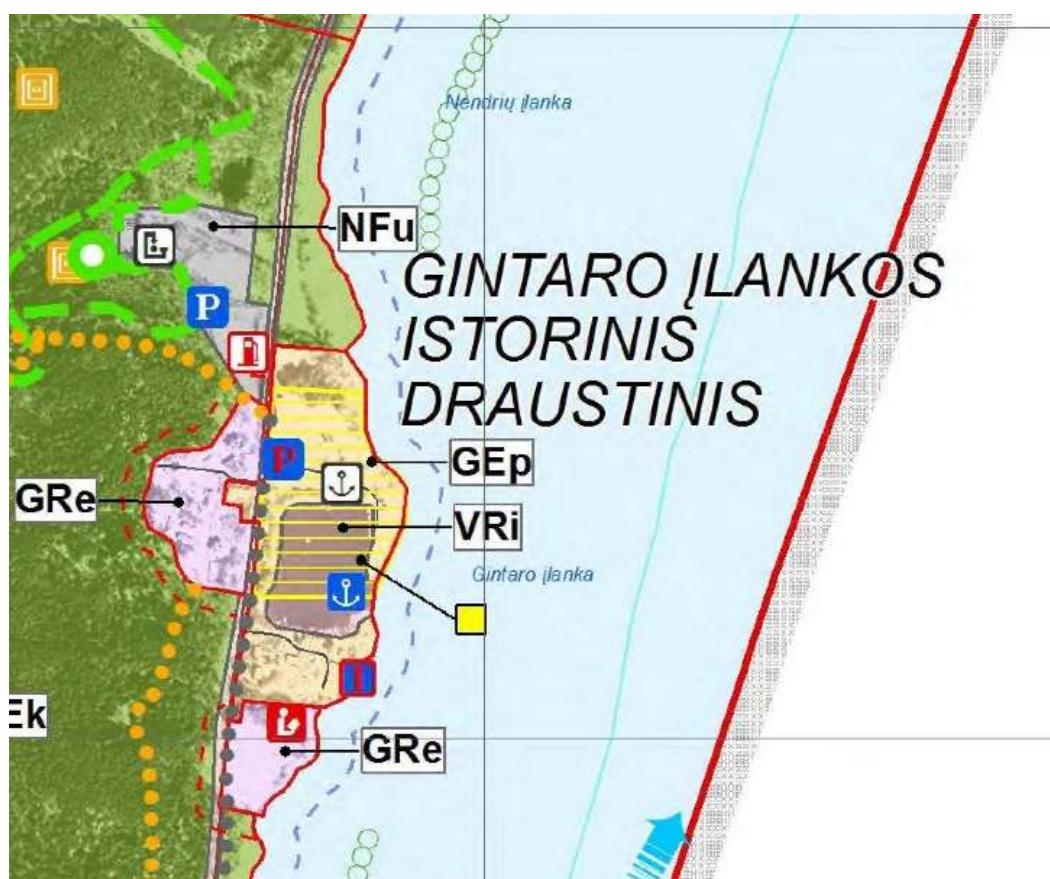 Nendrių įlanka
NFu
GINTARO ĮLANKOS
ISTORINIS
DRAUSTINIS
P
P
GEp
GRe
VRi
Gintaro įlanka
I
Ek
GRe